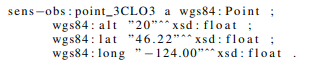 sens−obs:point_3CLO3 a wgs84:Point ;
wgs84:alt "20"^^xsd:float ;
wgs84:lat "46.22"^^xsd:float ;
wgs84:long "−124.00"^^xsd:float .